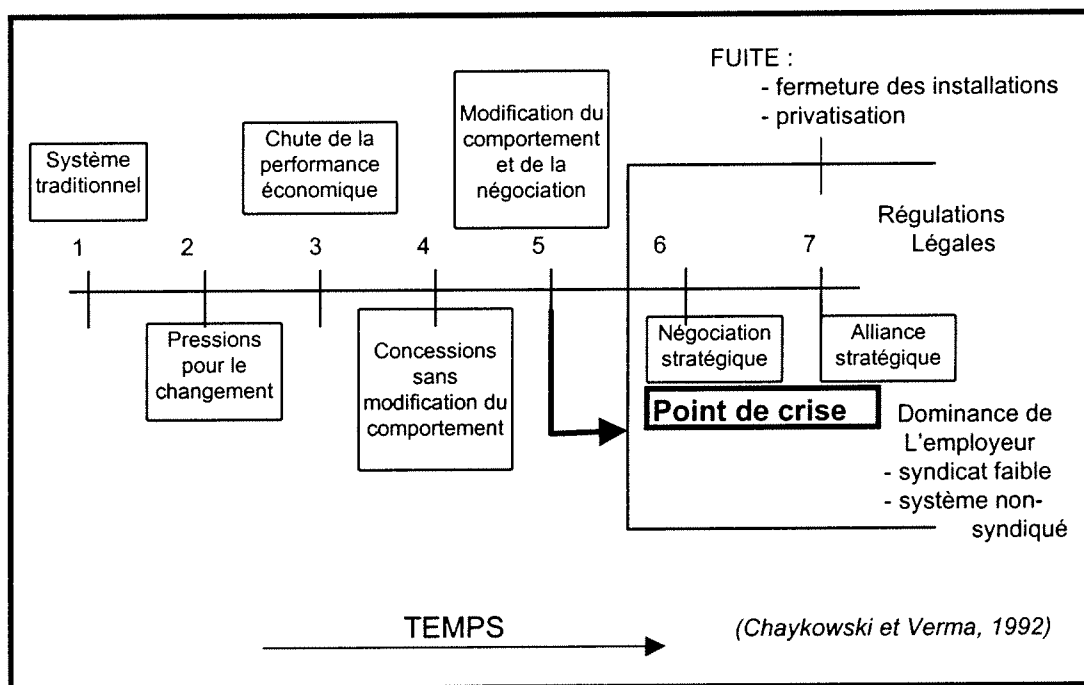 FUITE :
- fermeture des installations
- privatisation
Modification du
comportement
et de la
négociation
Chute de la
performance
économique
Système
traditionnel
1
2
3
4
5
6
7
Régulations
Légales
Pressions
pour le
changement
Concessions
sans
modification du
comportement
Négociation
stratégique
Alliance
stratégique
Point de crise
Dominance de
L'employeur
- syndicat faible
- système non-
syndiqué
TEMPS
(Chaykowski et Verma, 1992)